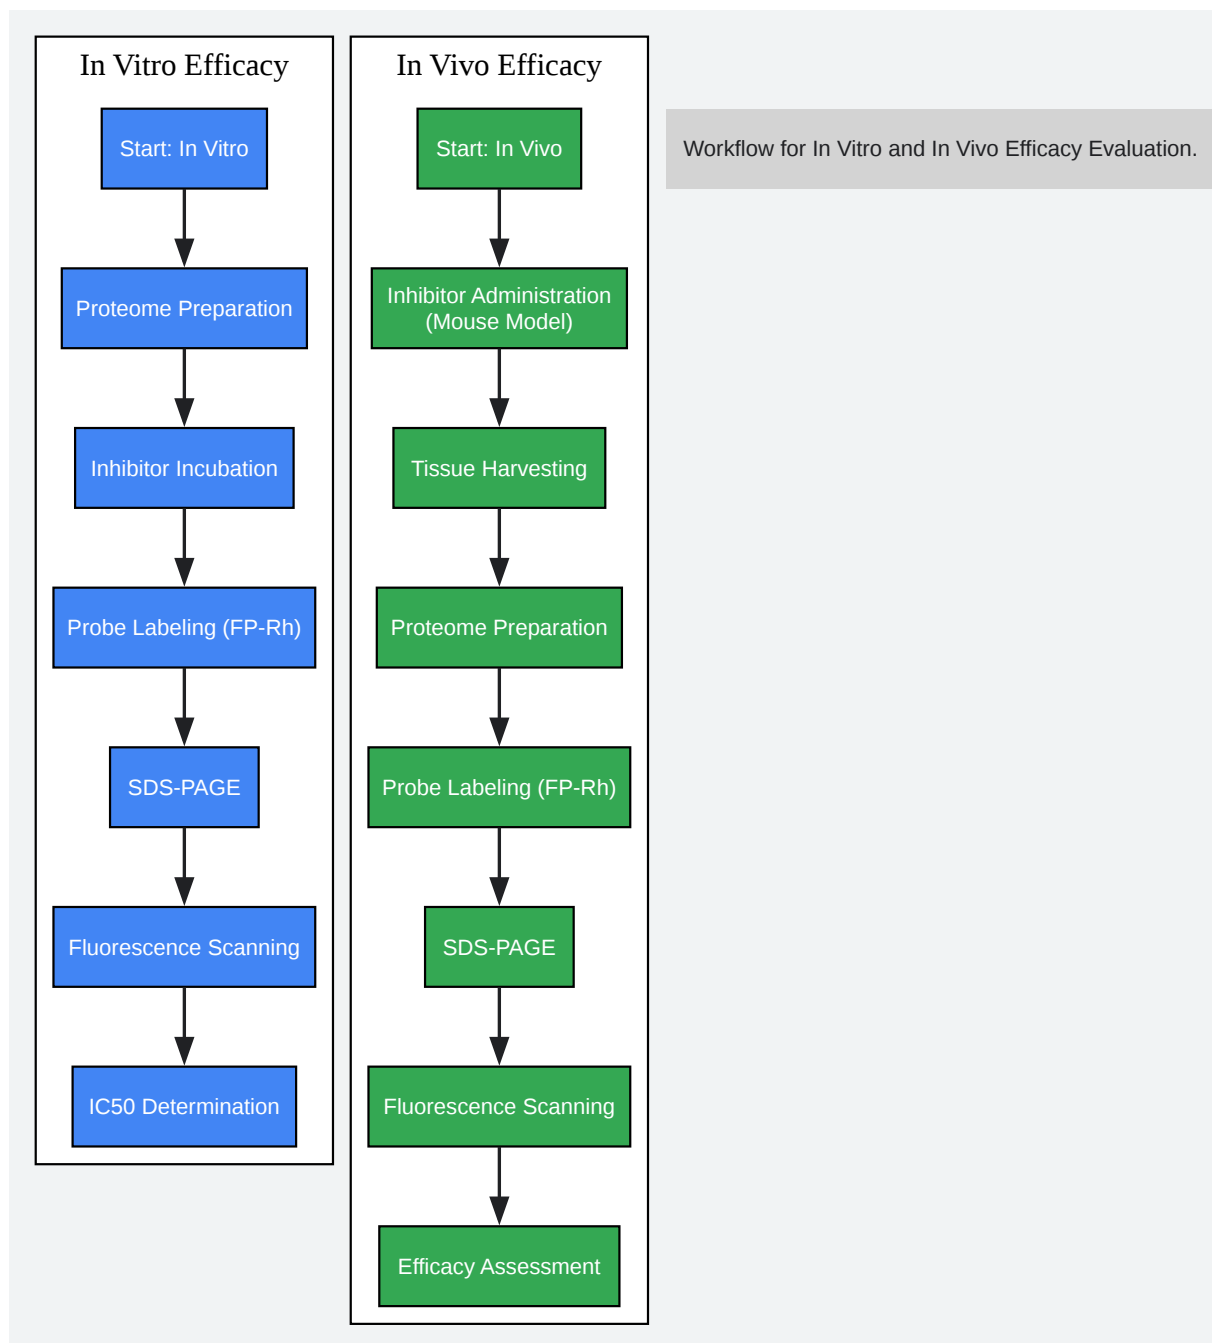 In Vitro Efficacy
Start: In Vitro
Proteome Preparation
Inhibitor Incubation
Probe Labeling (FP-Rh)
SDS-PAGE
Fluorescence Scanning
IC50 Determination
In Vivo Efficacy
Start: In Vivo
Inhibitor Administration
(Mouse Model)
Tissue Harvesting
Proteome Preparation
Probe Labeling (FP-Rh)
SDS-PAGE
Fluorescence Scanning
Efficacy Assessment
Workflow for In Vitro and In Vivo Efficacy Evaluation.